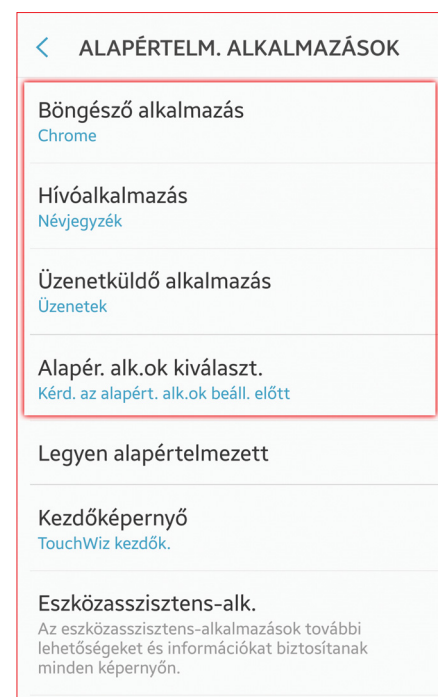 ALAPÉRTELM. ALKALMAZÁSOK
Böngésző alkalmazás
Chrome
Hívóalkalmazás
Névjegyzék
Üzenetküldő alkalmazás
Üzenetek
Alapér. alk.ok kiválaszt.
Kérd. az alapért. alk.ok beáll. előtt
Legyen alapértelmezett
Kezdőképernyő
TouchWiz kezdők.
Eszközasszisztens-alk.
Az eszközasszisztens-alkalmazások további
lehetőségeket és információkat biztosítanak
minden képernyőn.